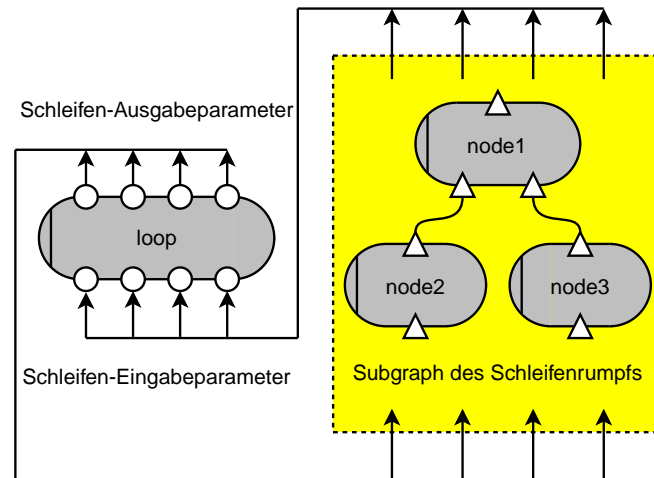 Schleifen-Ausgabeparameter
node1
loop
node2
node3
Schleifen-Eingabeparameter
Subgraph des Schleifenrumpfs